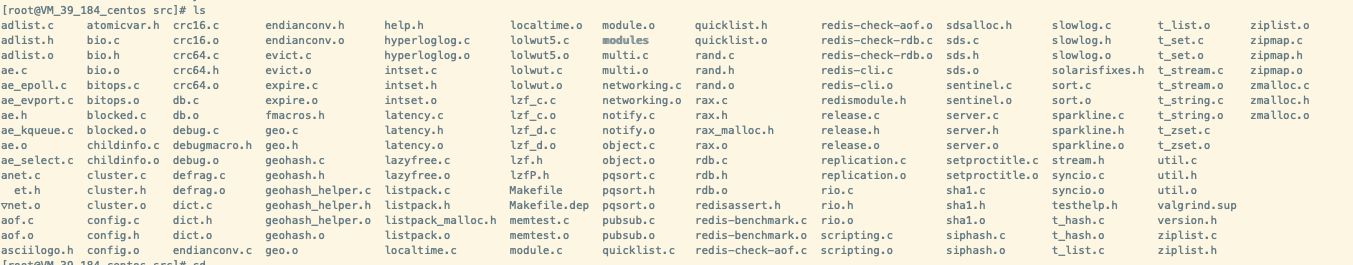 [root@VM_39_184_centos src]# ls
adlist.c atomicvar.h crc16.c endianconv.h help.h localtime.o module.o quicklist.h redis-check-aof.o sdsalloc.h slowlog.c t_list.o ziplist.o
adlist.h bio.c crc16.o endianconv.o hyperloglog.c lolwut5.c modules quicklist.o redis-check-rdb.c sds.c slowlog.h t_set.c zipmap.c
adlist.o bio.h crc64.c evict.c hyperloglog.o lolwut5.o multi.c rand.c redis-check-rdb.o sds.h slowlog.o t_set.o zipmap.h
ae.c bio.o crc64.h evict.o intset.c lolwut.c multi.o rand.h redis-cli.c sds.o solarisfixes.h t_stream.c zipmap.o
ae_epoll.c bitops.c crc64.o expire.c intset.h lolwut.o networking.c rand.o redis-cli.o sentinel.c sort.c t_stream.o zmalloc.c
ae_evport.c bitops.o db.c expire.o intset.o lzf_c.c networking.o rax.c redismodule.h sentinel.o sort.o t_string.c zmalloc.h
ae.h blocked.c db.o fmacros.h latency.c lzf_c.o notify.c rax.h release.c server.c sparkline.c t_string.o zmalloc.o
ae_kqueue.c blocked.o debug.c geo.c latency.h lzf_d.c notify.o rax_malloc.h release.h server.h sparkline.h t_zset.c
ae.o childinfo.c debugmacro.h geo.h latency.o lzf_d.o object.c rax.o release.o server.o sparkline.o t_zset.o
ae_select.c childinfo.o debug.o geohash.c lazyfree.c lzf.h object.o rdb.c replication.c setproctitle.c stream.h util.c
anet.c cluster.c defrag.c geohash.h lazyfree.o lzfP.h pqsort.c rdb.h replication.o setproctitle.o syncio.c util.h
et.h cluster.h defrag.o geohash_helper.c listpack.c Makefile pqsort.h rdb.o rio.c sha1.c syncio.o util.o
▽net.o cluster.o dict.c geohash_helper.h listpack.h Makefile.dep pqsort.o redisassert.h rio.h sha1.h testhelp.h valgrind.sup
aof.c config.c dict.h geohash_helper.o listpack_malloc.h memtest.c pubsub.c redis-benchmark.c rio.o sha1.o t_hash.c version.h
aof.o config.h dict.o geohash.o listpack.o memtest.o pubsub.o redis-benchmark.o scripting.c siphash.c t_hash.o ziplist.c
asciilogo.h config.o endianconv.c geo.o localtime.c module.c quicklist.c redis-check-aof.c scripting.o siphash.o t_list.c ziplist.h
[root@VM_39_184_centos src]# cd